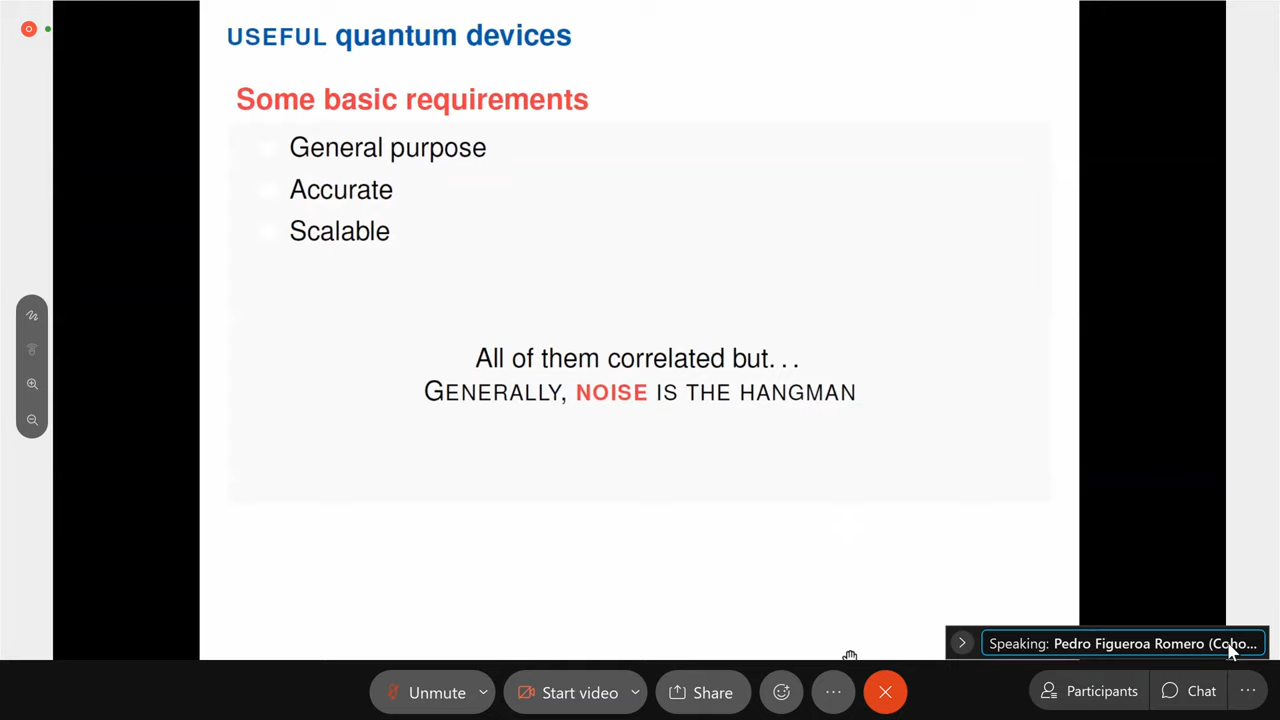 USEFUL quantum devices
Some basic requirements
General purpose
Accurate
Scalable
All of them correlated but...
GENERALLY, NOISE IS THE HANGMAN
Speaking: Pedro Figueroa Romero (Coho...
Unmute
Start video
Share
Participants
Chat